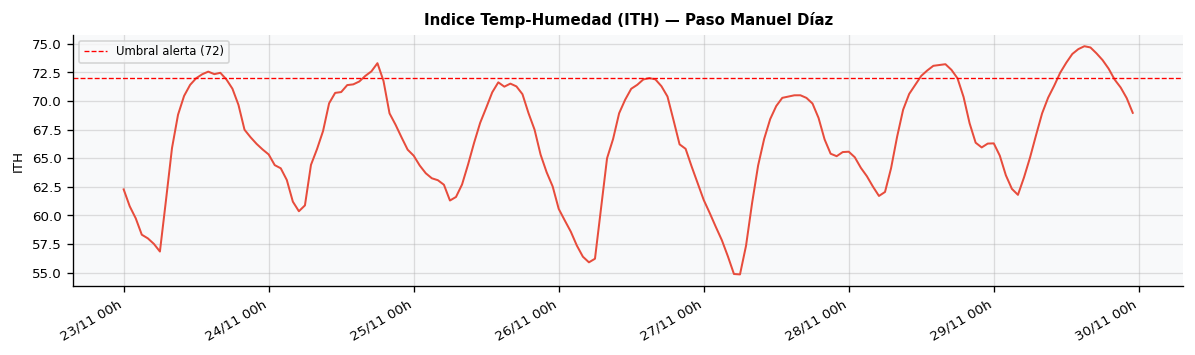 Indice Temp-Humedad (ITH) — Paso Manuel Díaz
Umbral alerta (72)
ITH
75.0
72.5
70.0
67.5
65.0
62.5
60.0
57.5
55.0
23/11 00h
24/11 00h
25/11 00h
26/11 00h
27/11 00h
28/11 00h
29/11 00h
30/11 00h